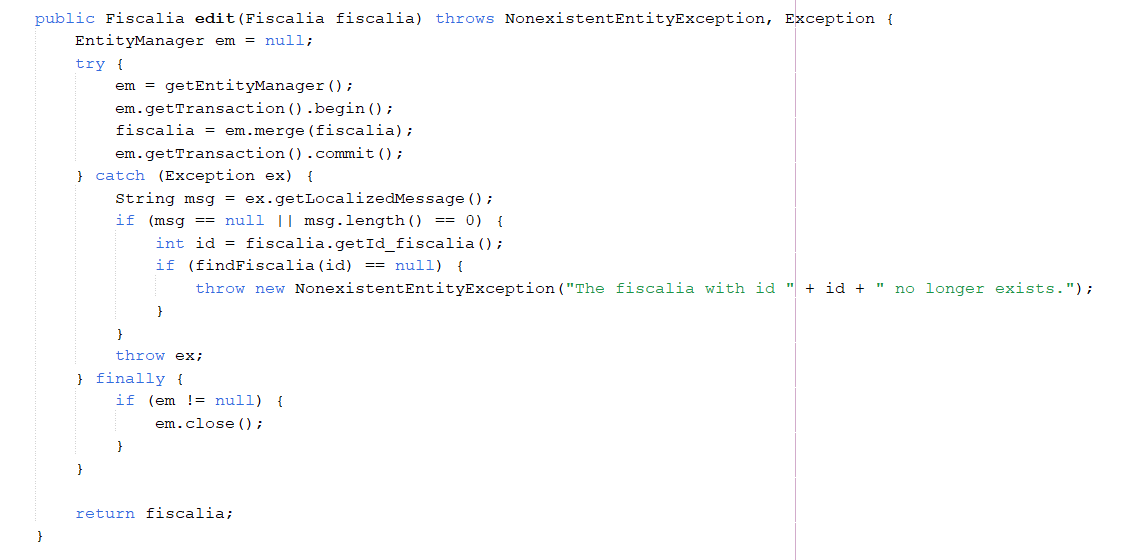 public Fiscalia edit(Fiscalia fiscalia) throws NonexistentEntityException, Exception {
    EntityManager em = null;
    try {
        em = getEntityManager();
        em.getTransaction().begin();
        fiscalia = em.merge(fiscalia);
        em.getTransaction().commit();
    } catch (Exception ex) {
        String msg = ex.getLocalizedMessage();
        if (msg == null || msg.length() == 0) {
            int id = fiscalia.getId_fiscalia();
            if (findFiscalia(id) == null) {
                throw new NonexistentEntityException("The fiscalia with id " + id + " no longer exists.");
            }
        }
        throw ex;
    } finally {
        if (em != null) {
            em.close();
        }
    }

    return fiscalia;
}